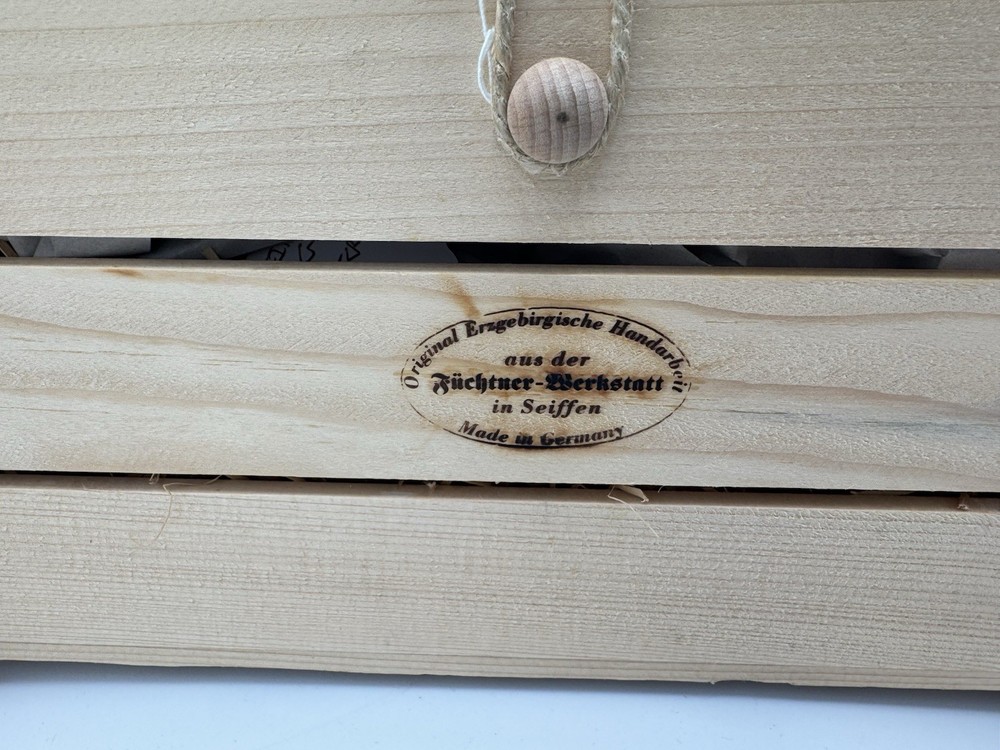 Original Erzgebirgische Handarbeit
aus der
Füchtner-Werkstatt
in Seiffen
Made in Germany